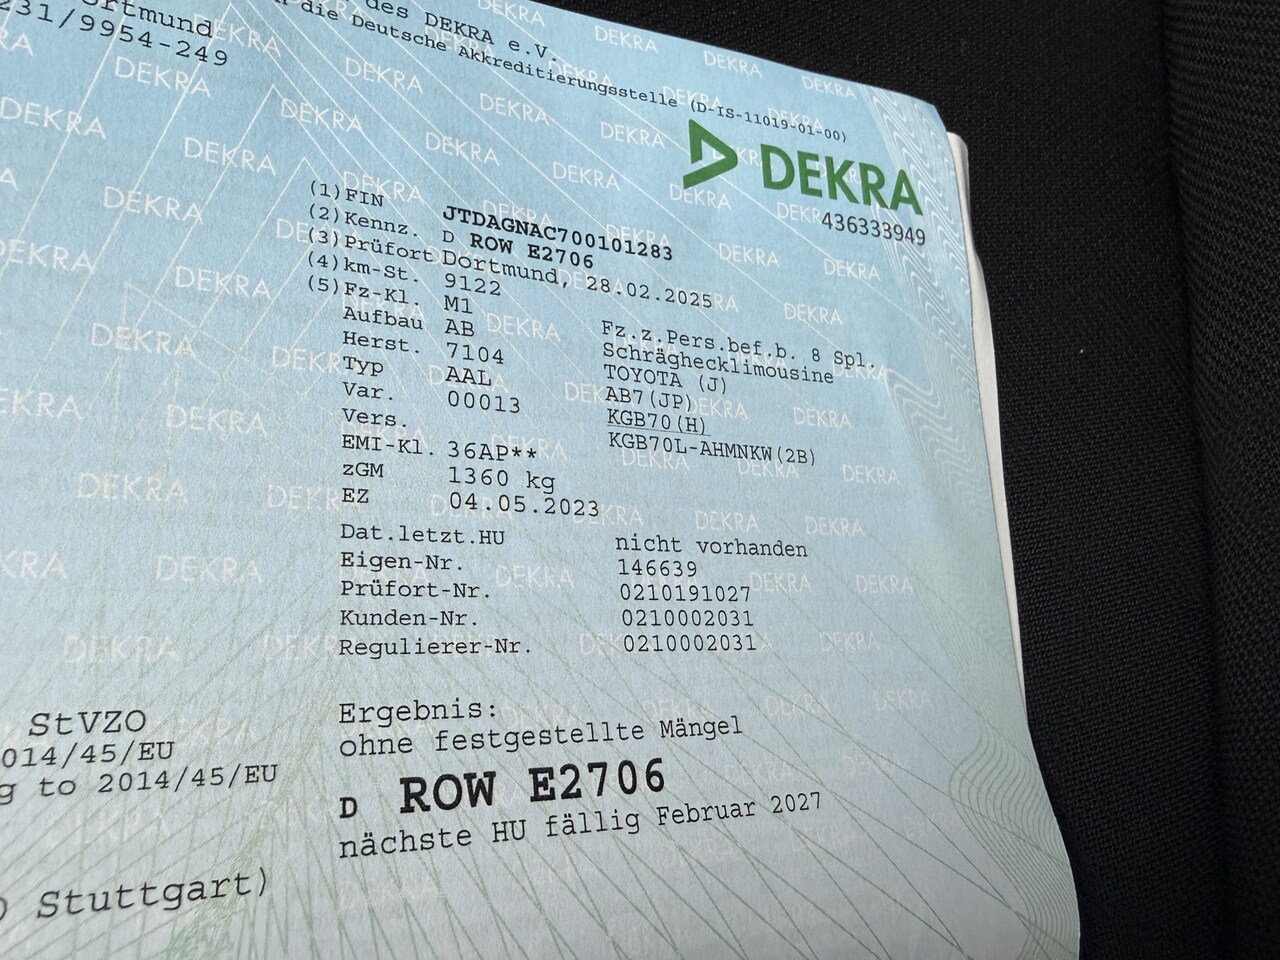 ortmund
231/9954-249
des DEKRA e.V.
die Deutsche Akkreditierungsstelle (D-IS-11019-01-00)
DEKRA
436333949
(1) FIN JTDAGNAC700101283
(2) Kennz. D ROW E2706
(3) Prüfort Dortmund, 28.02.2025
(4) km-St. 9122
(5) Fz-Kl. M1 Fz.z.Pers.bef.b. 8 Spl.
Aufbau AB Schräghecklimousine
Herst. 7104 TOYOTA (J)
Typ AAL AB7(JP)
Var. 00013 KGB70(H)
Vers. KGB70L-AHMNKW(2B)
EMI-Kl. 36AP**
zGM 1360 kg
EZ 04.05.2023
Dat.letzt.HU nicht vorhanden
Eigen-Nr. 146639
Prüfort-Nr. 0210191027
Kunden-Nr. 0210002031
Regulierer-Nr. 0210002031
StVZO
014/45/EU
g to 2014/45/EU
Stuttgart)
Ergebnis:
ohne festgestellte Mängel
D ROW E2706
nächste HU fällig Februar 2027